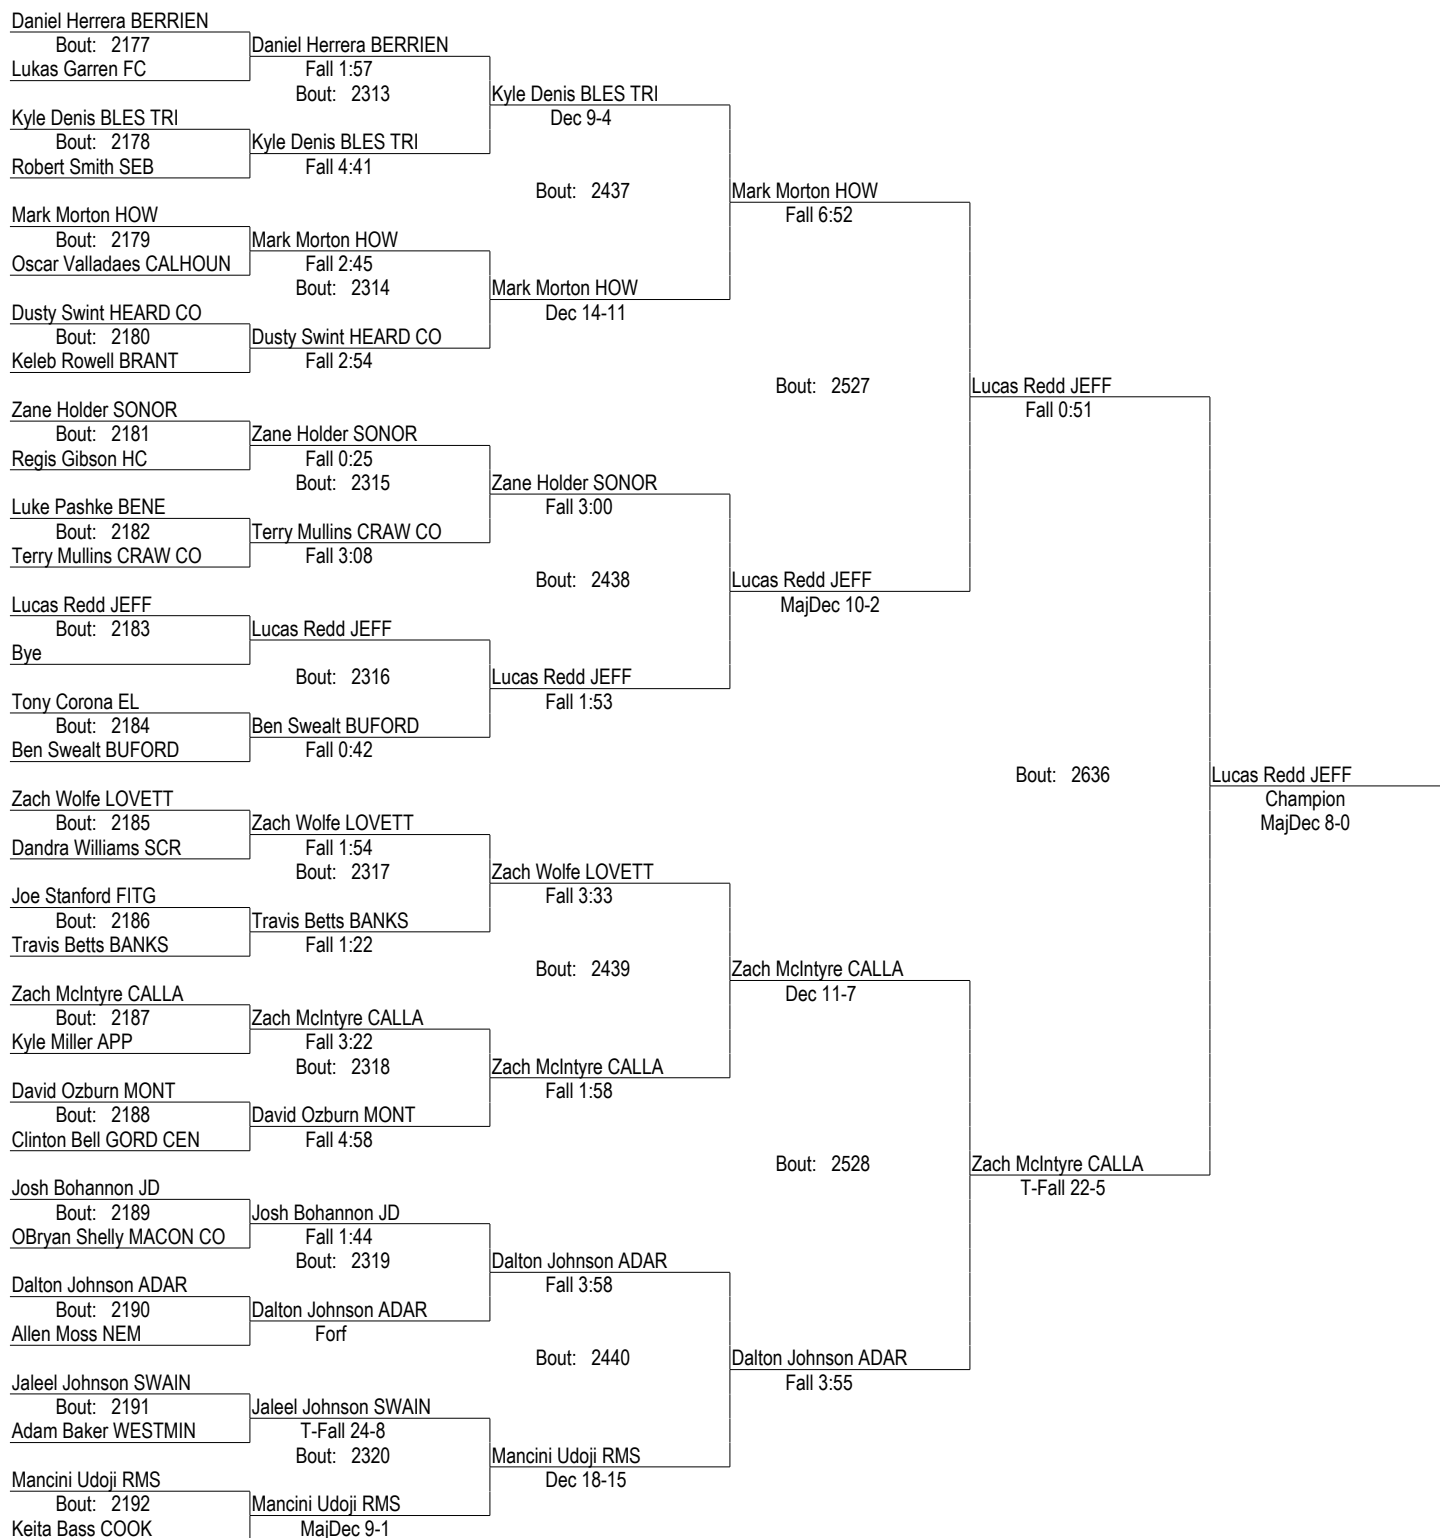 Daniel Herrera BERRIEN
Bout: 2177
Lukas Garren FC
Kyle Denis BLES TRI
Bout: 2178
Robert Smith SEB
Mark Morton HOW
Bout: 2179
Oscar Valladaes CALHOUN
Dusty Swint HEARD CO
Bout: 2180
Keleb Rowell BRANT
Zane Holder SONOR
Bout: 2181
Regis Gibson HC
Luke Pashke BENE
Bout: 2182
Terry Mullins CRAW CO
Lucas Redd JEFF
Bout: 2183
Bye
Tony Corona EL
Bout: 2184
Ben Swealt BUFORD
Zach Wolfe LOVETT
Bout: 2185
Dandra Williams SCR
Joe Stanford FITG
Bout: 2186
Travis Betts BANKS
Zach McIntyre CALLA
Bout: 2187
Kyle Miller APP
David Ozburn MONT
Bout: 2188
Clinton Bell GORD CEN
Josh Bohannon JD
Bout: 2189
OBryan Shelly MACON CO
Dalton Johnson ADAR
Bout: 2190
Allen Moss NEM
Jaleel Johnson SWAIN
Bout: 2191
Adam Baker WESTMIN
Mancini Udoji RMS
Bout: 2192
Keita Bass COOK
Daniel Herrera BERRIEN
Fall 1:57
Bout: 2313
Kyle Denis BLES TRI
Fall 4:41
Mark Morton HOW
Fall 2:45
Bout: 2314
Dusty Swint HEARD CO
Fall 2:54
Zane Holder SONOR
Fall 0:25
Bout: 2315
Terry Mullins CRAW CO
Fall 3:08
Lucas Redd JEFF
Bout: 2316
Ben Swealt BUFORD
Fall 0:42
Zach Wolfe LOVETT
Fall 1:54
Bout: 2317
Travis Betts BANKS
Fall 1:22
Zach McIntyre CALLA
Fall 3:22
Bout: 2318
David Ozburn MONT
Fall 4:58
Josh Bohannon JD
Fall 1:44
Bout: 2319
Dalton Johnson ADAR
Forf
Jaleel Johnson SWAIN
T-Fall 24-8
Bout: 2320
Mancini Udoji RMS
MajDec 9-1
Kyle Denis BLES TRI
Dec 9-4
Bout: 2437
Mark Morton HOW
Dec 14-11
Zane Holder SONOR
Fall 3:00
Bout: 2438
Lucas Redd JEFF
Fall 1:53
Zach Wolfe LOVETT
Fall 3:33
Bout: 2439
Zach McIntyre CALLA
Fall 1:58
Dalton Johnson ADAR
Fall 3:58
Bout: 2440
Mancini Udoji RMS
Dec 18-15
Mark Morton HOW
Fall 6:52
Bout: 2527
Lucas Redd JEFF
MajDec 10-2
Zach McIntyre CALLA
Dec 11-7
Bout: 2528
Dalton Johnson ADAR
Fall 3:55
Lucas Redd JEFF
Fall 0:51
Bout: 2636
Zach McIntyre CALLA
T-Fall 22-5
Lucas Redd JEFF
Champion
MajDec 8-0